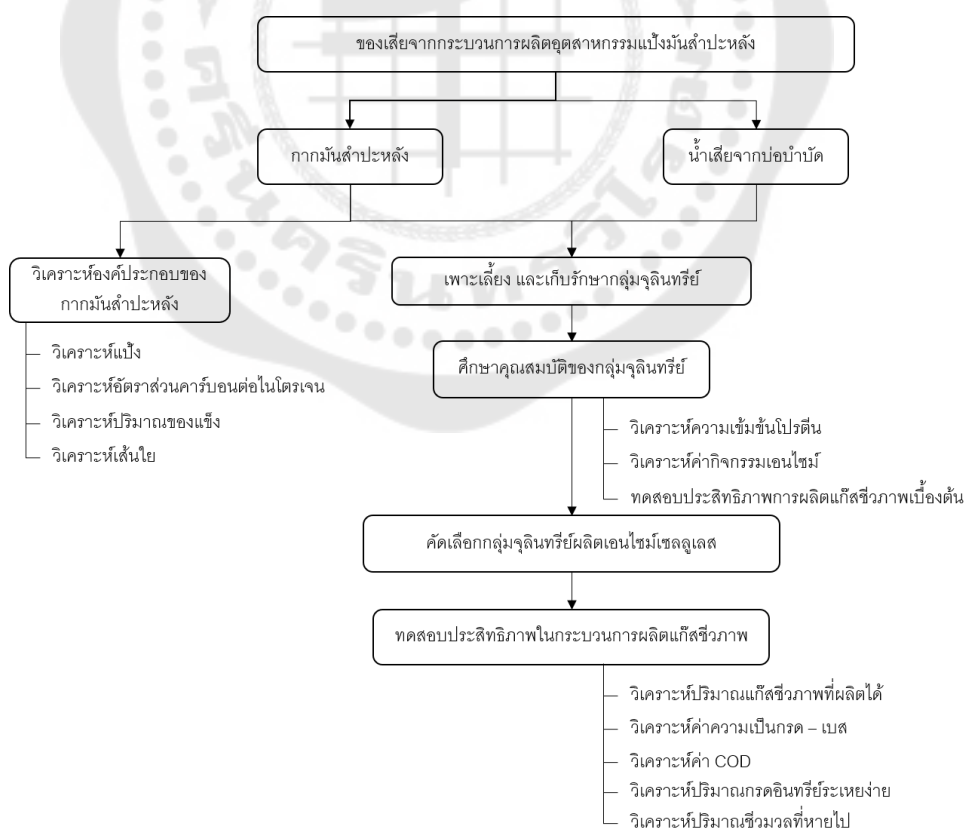 ของเสียจากกระบวนการผลิตอุตสาหกรรมแป้งมันสำปะหลัง
กากมันสำปะหลัง
น้ำเสียจากบ่อบำบัด
วิเคราะห์องค์ประกอบของ
กากมันสำปะหลัง
วิเคราะห์แป้ง
วิเคราะห์อัตราส่วนคาร์บอนต่อไนโตรเจน
วิเคราะห์ปริมาณของแข็ง
วิเคราะห์เส้นใย
เพาะเลี้ยง และเก็บรักษากลุ่มจุลินทรีย์
ศึกษาคุณสมบัติของกลุ่มจุลินทรีย์
วิเคราะห์ความเข้มข้นโปรตีน
วิเคราะห์ค่ากิจกรรมเอนไซม์
ทดสอบประสิทธิภาพการผลิตแก๊สชีวภาพเบื้องต้น
คัดเลือกกลุ่มจุลินทรีย์ผลิตเอนไซม์เซลลูเลส
ทดสอบประสิทธิภาพในกระบวนการผลิตแก๊สชีวภาพ
วิเคราะห์ปริมาณแก๊สชีวภาพที่ผลิตได้
วิเคราะห์ค่าความเป็นกรด – เบส
วิเคราะห์ค่า COD
วิเคราะห์ปริมาณกรดอินทรีย์ระเหยง่าย
วิเคราะห์ปริมาณชีวมวลที่หายไป